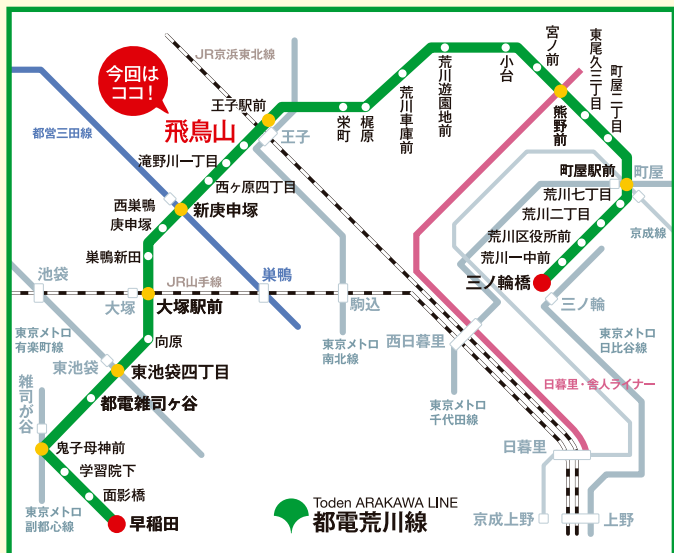 JR京浜東北線
今回は
ココ!
王子駅前
飛鳥山
王子
都営三田線
滝野川一丁目
西ヶ原四丁目
西巣鴨
庚申塚
新庚申塚
巣鴨新田
JR山手線
池袋
大塚
大塚駅前
巣鴨
駒込
東京メトロ
有楽町線
向原
東池袋
東池袋四丁目
東京メトロ
南北線
雑司が谷
都電雑司ヶ谷
鬼子母神前
学習院下
面影橋
早稲田
東京メトロ
副都心線
栄町
梶原
荒川車庫前
荒川遊園地前
小台
宮ノ前
熊野前
東尾久三丁目
町屋二丁目
町屋駅前
町屋
荒川七丁目
荒川二丁目
荒川区役所前
荒川一中前
三ノ輪橋
京成線
三ノ輪
西日暮里
東京メトロ
日比谷線
東京メトロ
千代田線
日暮里・舎人ライナー
日暮里
京成上野
上野
Toden ARAKAWA LINE
都電荒川線